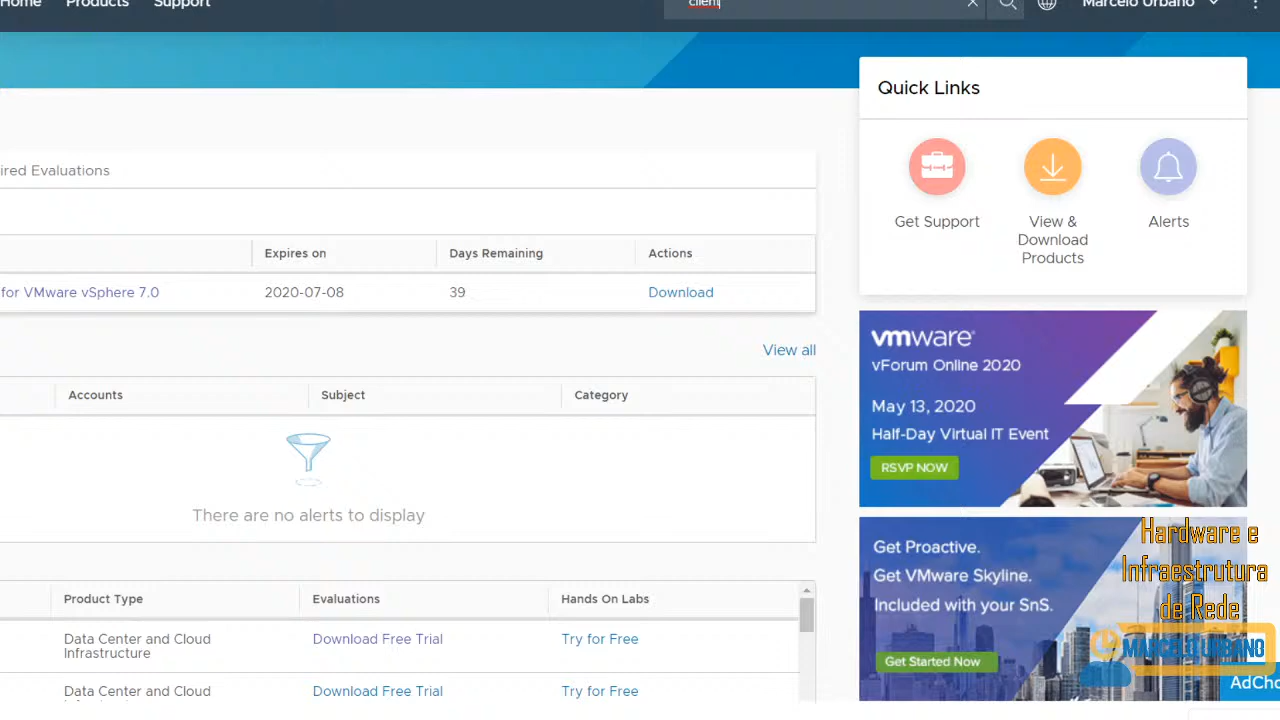 Home Products Support client Marcelo Urbano
Quick Links
ired Evaluations
Get Support
View &
Download
Products
Alerts
Expires on Days Remaining Actions
for VMware vSphere 7.0 2020-07-08 39 Download
View all
Accounts Subject Category
There are no alerts to display
vmware
vForum Online 2020
May 13, 2020
Half-Day Virtual IT Event
RSVP NOW
Get Proactive.
Get VMware Skyline.
Included with your SnS.
Get Started Now
Hardware e
Infraestrutura
de Rede
MARCELO URBANO
AdCho
Product Type Evaluations Hands On Labs
Data Center and Cloud
Infrastructure
Download Free Trial Try for Free
Data Center and Cloud
Download Free Trial Try for Free